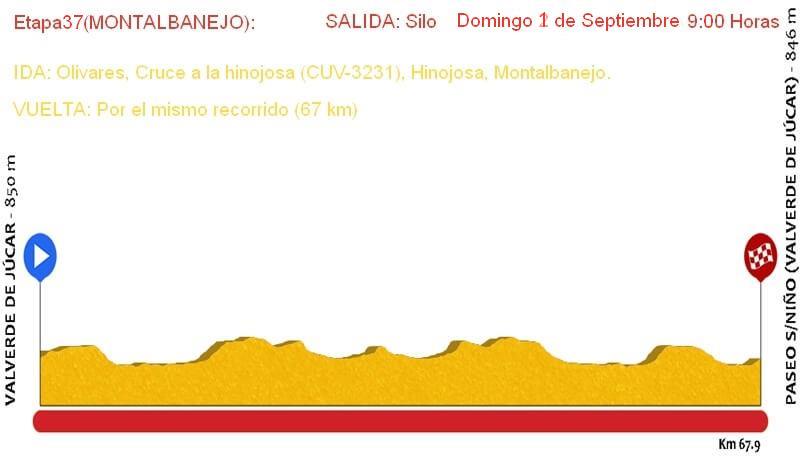 Etapa37(MONTALBANEJO): SALIDA: Silo Domingo 1 de Septiembre 9:00 Horas
IDA: Olivares, Cruce a la hinojosa (CUV-3231), Hinojosa, Montalbanejo.
VUELTA: Por el mismo recorrido (67 km)
VALVERDE DE JÚCAR - 850 m
PASEO S/NIÑO (VALVERDE DE JÚCAR) - 846 m
Km 67.9